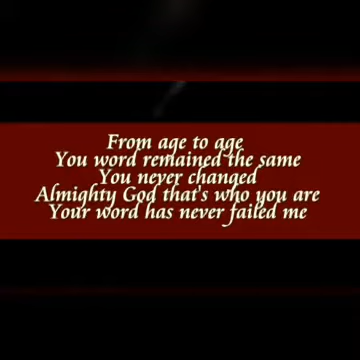 From age to age
You word remained the same
You never changed
Almighty God that's who you are
Your word has never failed me